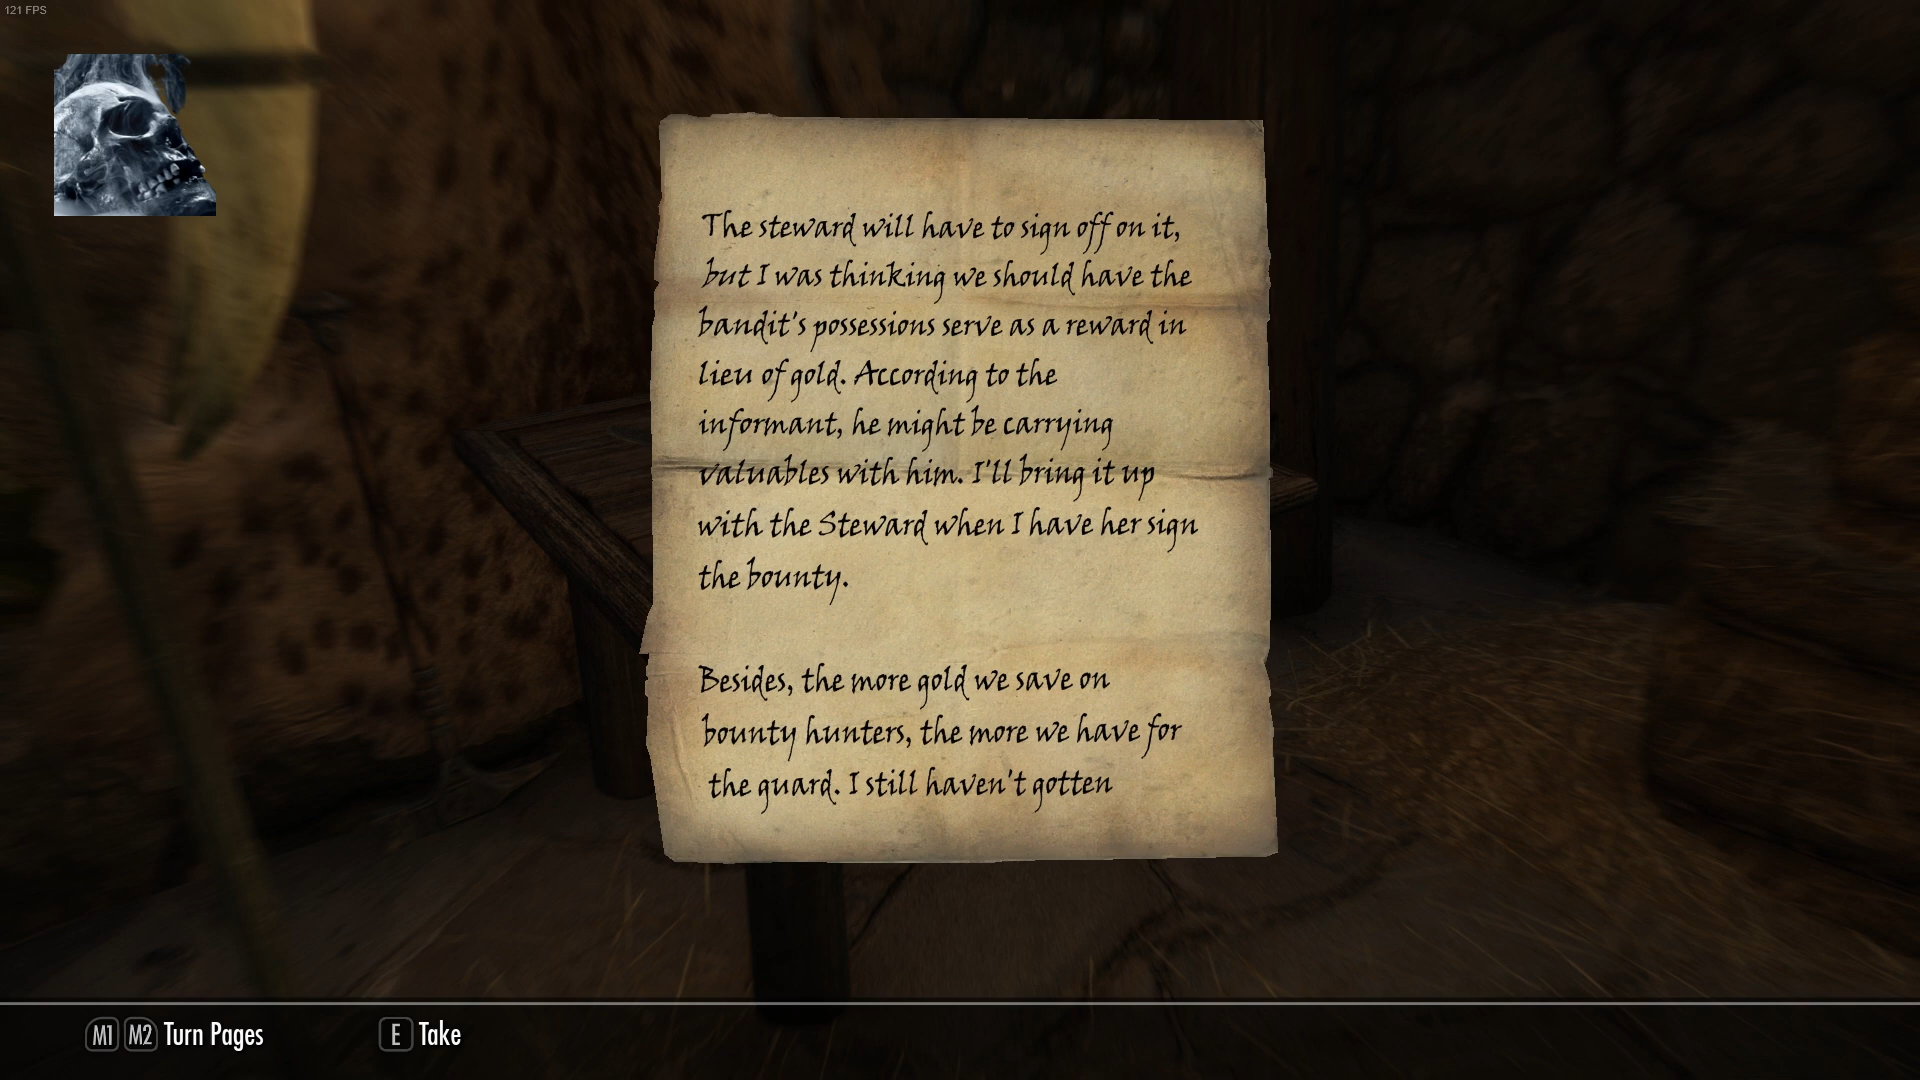 121 FPS
The steward will have to sign off on it,
but I was thinking we should have the
bandit's possessions serve as a reward in
lieu of gold. According to the
informant, he might be carrying
valuables with him. I'll bring it up
with the Steward when I have her sign
the bounty.
Besides, the more gold we save on
bounty hunters, the more we have for
the guard. I still haven't gotten
M1 M2 Turn Pages E Take